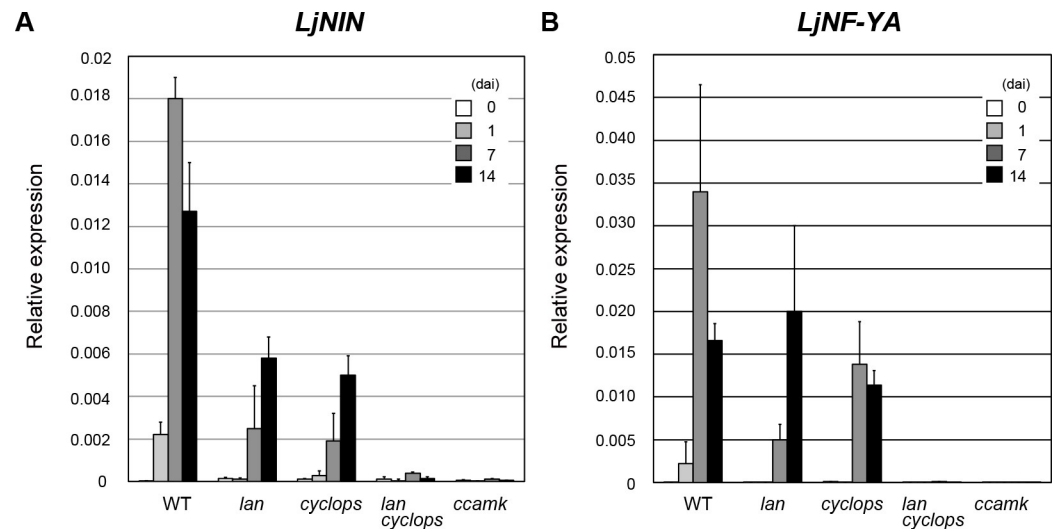 A
LjNIN
Relative expression
0.02
0.018
0.016
0.014
0.012
0.010
0.008
0.006
0.004
0.002
0
(dai)
0
1
7
14
WT
lan
cyclops
lan
cyclops
ccamk
B
LjNF-YA
Relative expression
0.05
0.045
0.040
0.035
0.030
0.025
0.020
0.015
0.010
0.005
0.000
(dai)
0
1
7
14
WT
lan
cyclops
lan
cyclops
ccamk